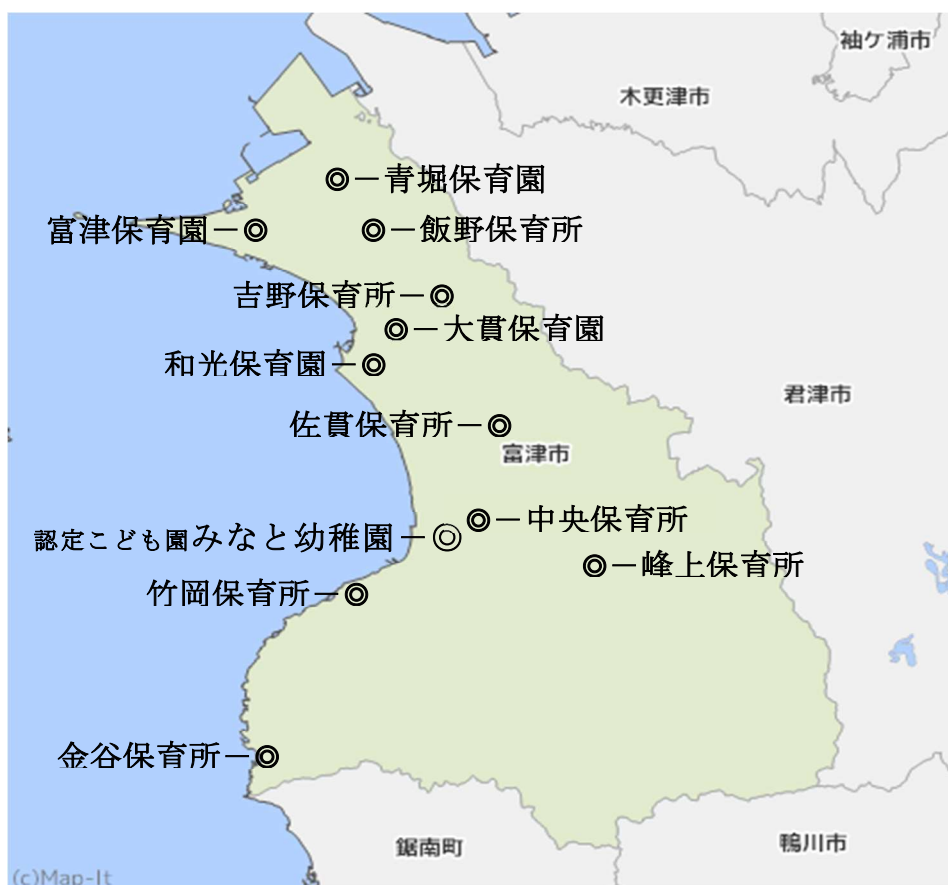 袖ケ浦市
木更津市
◎－青堀保育園
富津保育園－◎
◎－飯野保育所
吉野保育所－◎
◎－大貫保育園
和光保育園－◎
君津市
佐貫保育所－◎
富津市
◎－中央保育所
認定こども園みなと幼稚園－◎
◎－峰上保育所
竹岡保育所－◎
金谷保育所－◎
鋸南町
鴨川市
(c)Map-It